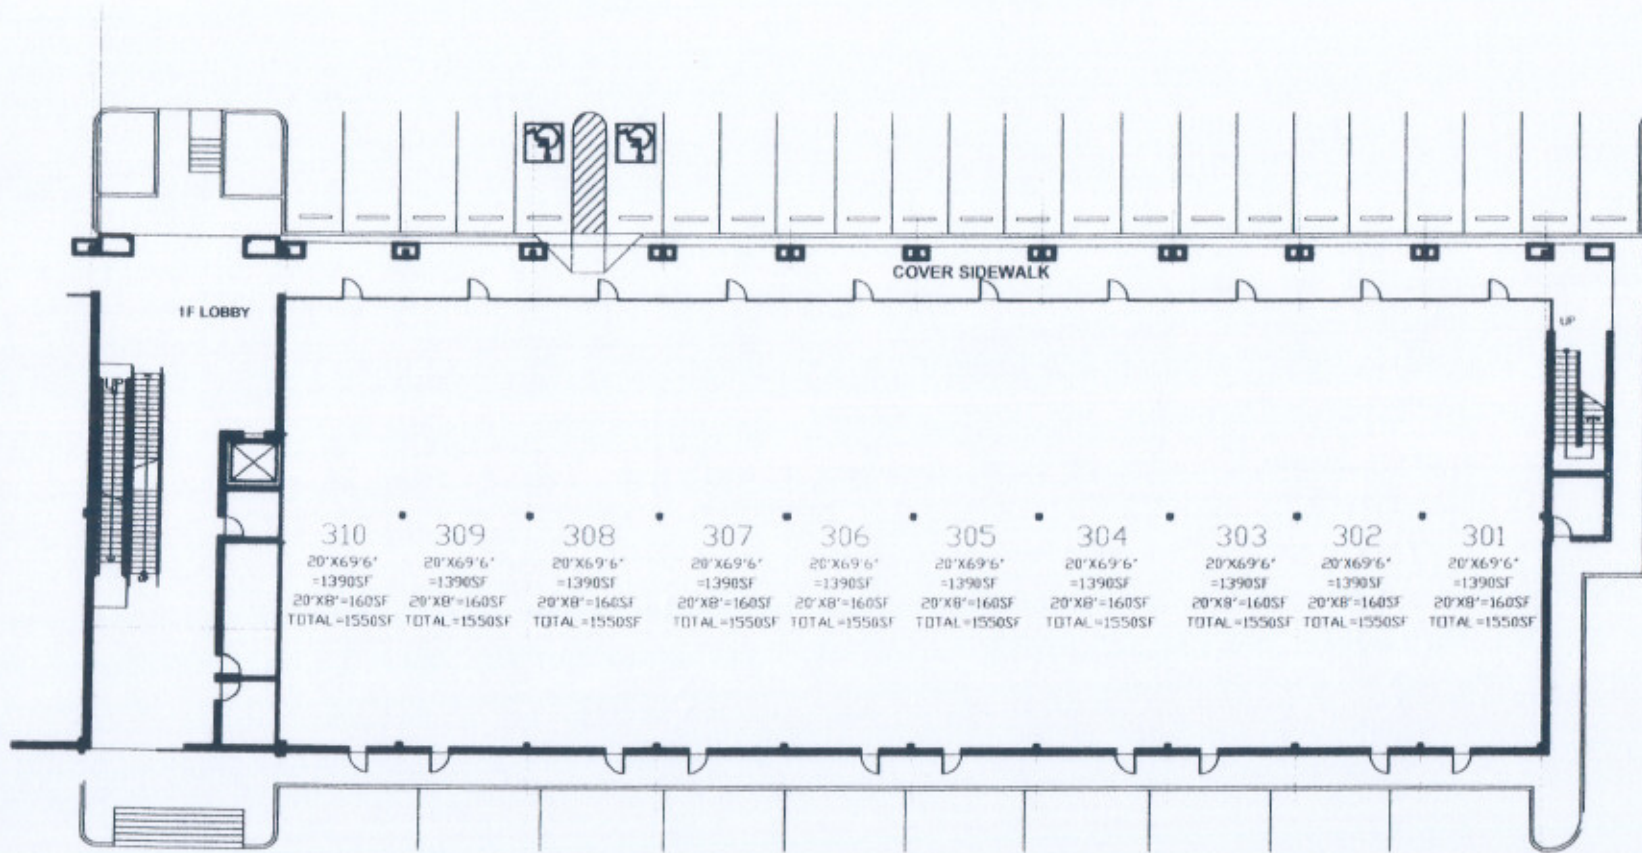 COVER SIDEWALK
1F LOBBY
UP
UP
310
20'X69'6"
=1390SF
20'X8'=160SF
TOTAL=1550SF
309
20'X69'6"
=1390SF
20'X8'=160SF
TOTAL=1550SF
308
20'X69'6"
=1390SF
20'X8'=160SF
TOTAL=1550SF
307
20'X69'6"
=1390SF
20'X8'=160SF
TOTAL=1550SF
306
20'X69'6"
=1390SF
20'X8'=160SF
TOTAL=1550SF
305
20'X69'6"
=1390SF
20'X8'=160SF
TOTAL=1550SF
304
20'X69'6"
=1390SF
20'X8'=160SF
TOTAL=1550SF
303
20'X69'6"
=1390SF
20'X8'=160SF
TOTAL=1550SF
302
20'X69'6"
=1390SF
20'X8'=160SF
TOTAL=1550SF
301
20'X69'6"
=1390SF
20'X8'=160SF
TOTAL=1550SF